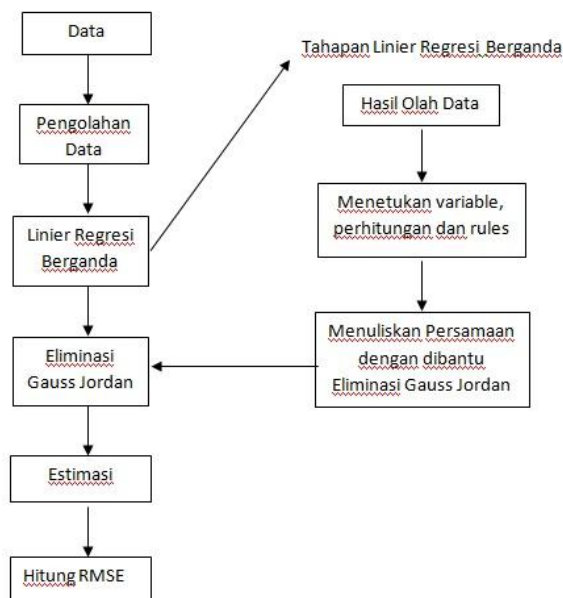 Data
Pengolahan
Data
Linier Regresi
Berganda
Eliminasi
Gauss Jordan
Estimasi
Hitung RMSE
Tahapan Linier Regresi Berganda
Hasil Olah Data
Menetukan variable,
perhitungan dan rules
Menuliskan Persamaan
dengan dibantu
Eliminasi Gauss Jordan